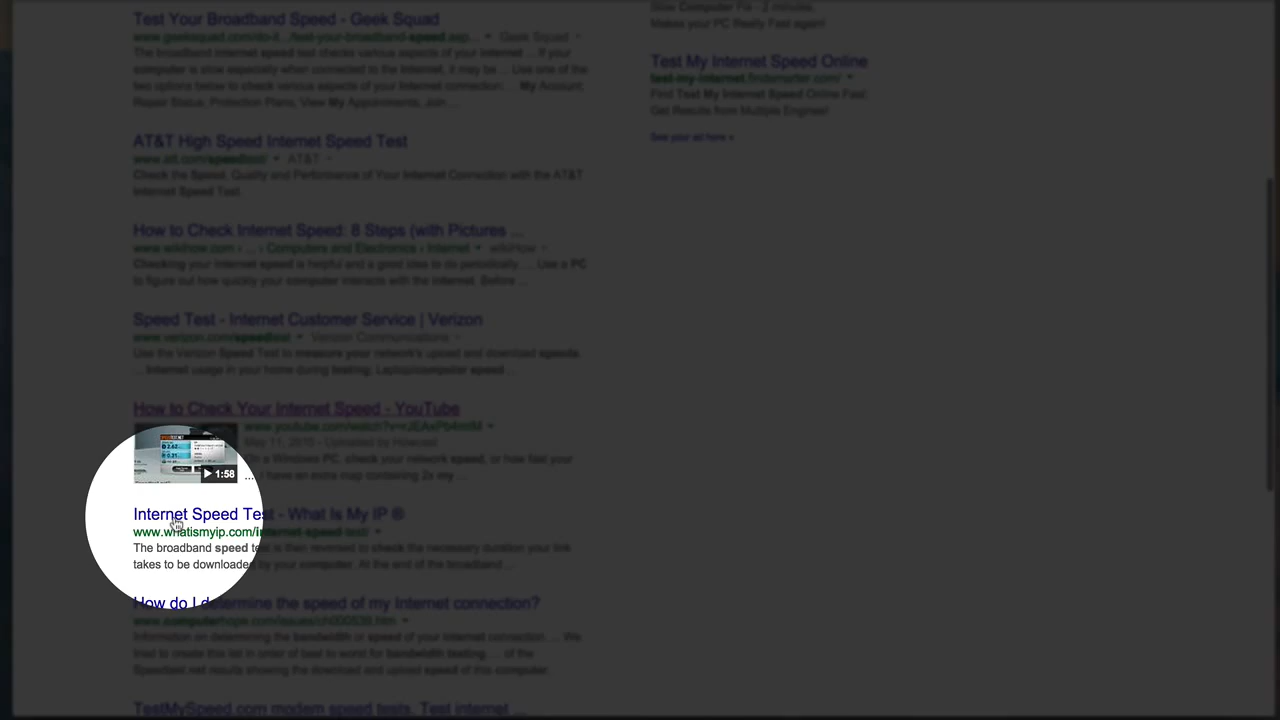 Test Your Broadband Speed - Geek Squad
www.geeksquad.com/do-it.../test-your-broadband-speed.asp... Geek Squad
The broadband internet speed test checks various aspects of your internet ... If your
computer is slow especially when connected to the internet, it may be ... Use one of the
two options below to check various aspects of your Internet connection: ... My Account;
Repair Status; Protection Plans; View My Appointments; Join ...
AT&T High Speed Internet Speed Test
www.att.com/speedtest/ AT&T
Check the Speed, Quality and Performance of Your Internet Connection with the AT&T
Internet Speed Test.
How to Check Internet Speed: 8 Steps (with Pictures ...
www.wikihow.com › ... › Computers and Electronics › Internet wikiHow
Checking your internet speed is helpful and a good idea to do periodically. ... Use a PC
to figure out how quickly your computer interacts with the internet. Before ...
Speed Test - Internet Customer Service | Verizon
www.verizon.com/speedtest Verizon Communications
Use the Verizon Speed Test to measure your network's upload and download speeds.
... Internet usage in your home during testing; Laptop/computer speed ...
How to Check Your Internet Speed - YouTube
www.youtube.com/watch?v=
May 11, 2010 - Uploaded by Howcast
On a Windows PC, check your network speed, or how fast your
... I have an extra map containing 2x my ...
1:58
...
Internet Speed Test - What Is My IP ®
www.whatismyip.com/internet-speed-test/
The broadband speed test is then reversed to check the necessary duration your link
takes to be downloaded by your computer. At the end of the broadband ...
How do I determine the speed of my Internet connection?
www.computerhope.com/issues/ch000539.htm
Information on determining the bandwidth or speed of your internet connection. ... We
tried to create this list in order of best to worst for bandwidth testing. ... of the
Speedtest.net results showing the download and upload speed of this computer.
TestMySpeed.com modem speed tests. Test internet ...
Slow Computer Fix - 2 minutes.
Makes your PC Really Fast again!
Test My Internet Speed Online
test-my-internet.findsmarter.com/
Find Test My Internet Speed Online Fast
Get Results from Multiple Engines!
See your ad here »